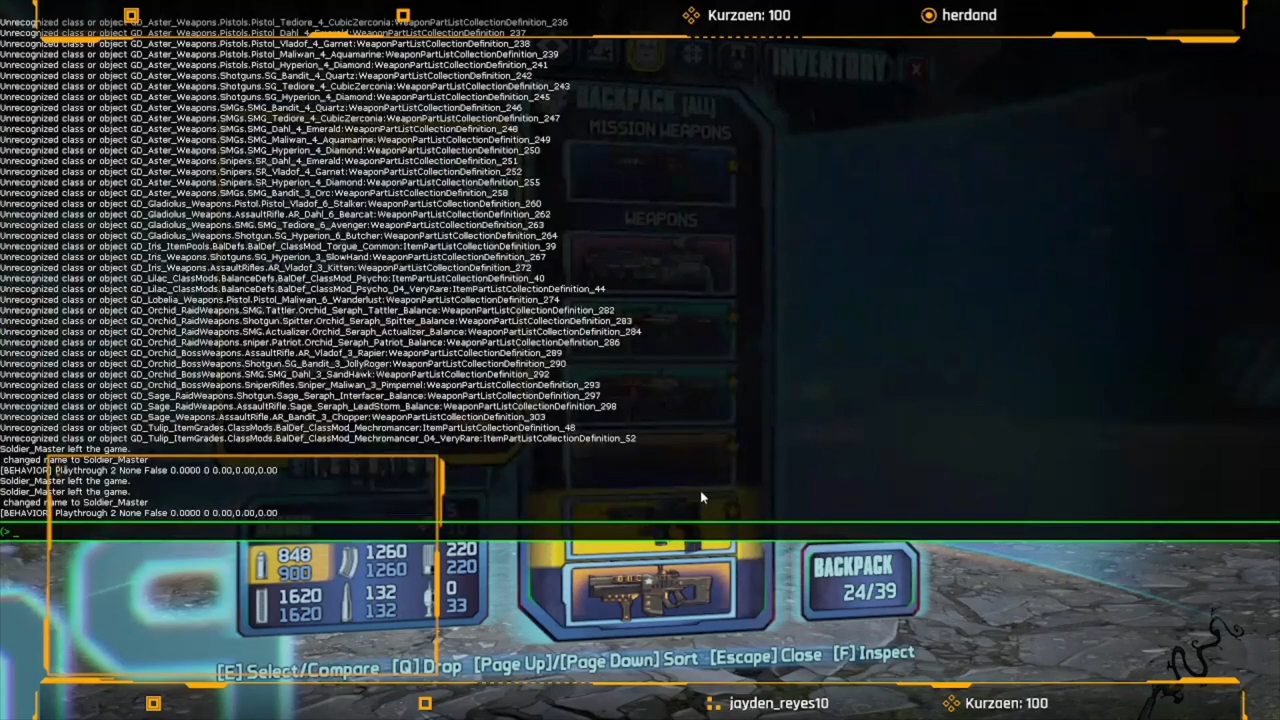 Kurzaen: 100
herdand
Unrecognized class or object GD_Aster_Weapons.Pistols.Pistol_Tediore_4_CubicZerconia:WeaponPartListCollectionDefinition_236
Unrecognized class or object GD_Aster_Weapons.Pistols.Pistol_Dahl_4_Emerald:WeaponPartListCollectionDefinition_237
Unrecognized class or object GD_Aster_Weapons.Pistols.Pistol_Vladof_4_Garnet:WeaponPartListCollectionDefinition_238
Unrecognized class or object GD_Aster_Weapons.Pistols.Pistol_Maliwan_4_Aquamarine:WeaponPartListCollectionDefinition_239
Unrecognized class or object GD_Aster_Weapons.Pistols.Pistol_Hyperion_4_Diamond:WeaponPartListCollectionDefinition_241
Unrecognized class or object GD_Aster_Weapons.Shotguns.SG_Bandit_4_Quartz:WeaponPartListCollectionDefinition_242
Unrecognized class or object GD_Aster_Weapons.Shotguns.SG_Tediore_4_CubicZerconia:WeaponPartListCollectionDefinition_243
Unrecognized class or object GD_Aster_Weapons.Shotguns.SG_Hyperion_4_Diamond:WeaponPartListCollectionDefinition_245
Unrecognized class or object GD_Aster_Weapons.SMGs.SMG_Bandit_4_Quartz:WeaponPartListCollectionDefinition_246
Unrecognized class or object GD_Aster_Weapons.SMGs.SMG_Tediore_4_CubicZerconia:WeaponPartListCollectionDefinition_247
Unrecognized class or object GD_Aster_Weapons.SMGs.SMG_Dahl_4_Emerald:WeaponPartListCollectionDefinition_248
Unrecognized class or object GD_Aster_Weapons.SMGs.SMG_Maliwan_4_Aquamarine:WeaponPartListCollectionDefinition_249
Unrecognized class or object GD_Aster_Weapons.SMGs.SMG_Hyperion_4_Diamond:WeaponPartListCollectionDefinition_250
Unrecognized class or object GD_Aster_Weapons.Snipers.SR_Dahl_4_Emerald:WeaponPartListCollectionDefinition_251
Unrecognized class or object GD_Aster_Weapons.Snipers.SR_Vladof_4_Garnet:WeaponPartListCollectionDefinition_252
Unrecognized class or object GD_Aster_Weapons.Snipers.SR_Hyperion_4_Diamond:WeaponPartListCollectionDefinition_255
Unrecognized class or object GD_Aster_Weapons.SMGs.SMG_Bandit_3_Orc:WeaponPartListCollectionDefinition_258
Unrecognized class or object GD_Gladiolus_Weapons.Pistol.Pistol_Vladof_6_Stalker:WeaponPartListCollectionDefinition_260
Unrecognized class or object GD_Gladiolus_Weapons.AssaultRifle.AR_Dahl_6_Bearcat:WeaponPartListCollectionDefinition_262
Unrecognized class or object GD_Gladiolus_Weapons.SMG.SMG_Tediore_6_Avenger:WeaponPartListCollectionDefinition_263
Unrecognized class or object GD_Gladiolus_Weapons.Shotgun.SG_Hyperion_6_Butcher:WeaponPartListCollectionDefinition_264
Unrecognized class or object GD_Iris_ItemPools.BalDefs.BalDef_ClassMod_Torgue_Common:ItemPartListCollectionDefinition_39
Unrecognized class or object GD_Iris_Weapons.Shotguns.SG_Hyperion_3_SlowHand:WeaponPartListCollectionDefinition_267
Unrecognized class or object GD_Iris_Weapons.AssaultRifles.AR_Vladof_3_Kitten:WeaponPartListCollectionDefinition_272
Unrecognized class or object GD_Lilac_ClassMods.BalanceDefs.BalDef_ClassMod_Psycho:ItemPartListCollectionDefinition_40
Unrecognized class or object GD_Lilac_ClassMods.BalanceDefs.BalDef_ClassMod_Psycho_04_VeryRare:ItemPartListCollectionDefinition_44
Unrecognized class or object GD_Lobelia_Weapons.Pistol.Pistol_Maliwan_6_Wanderlust:WeaponPartListCollectionDefinition_274
Unrecognized class or object GD_Orchid_RaidWeapons.SMG.Tattler.Orchid_Seraph_Tattler_Balance:WeaponPartListCollectionDefinition_282
Unrecognized class or object GD_Orchid_RaidWeapons.Shotgun.Spitter.Orchid_Seraph_Spitter_Balance:WeaponPartListCollectionDefinition_283
Unrecognized class or object GD_Orchid_RaidWeapons.SMG.Actualizer.Orchid_Seraph_Actualizer_Balance:WeaponPartListCollectionDefinition_284
Unrecognized class or object GD_Orchid_RaidWeapons.sniper.Patriot.Orchid_Seraph_Patriot_Balance:WeaponPartListCollectionDefinition_286
Unrecognized class or object GD_Orchid_BossWeapons.AssaultRifle.AR_Vladof_3_Rapier:WeaponPartListCollectionDefinition_289
Unrecognized class or object GD_Orchid_BossWeapons.Shotgun.SG_Bandit_3_JollyRoger:WeaponPartListCollectionDefinition_290
Unrecognized class or object GD_Orchid_BossWeapons.SMG.SMG_Dahl_3_SandHawk:WeaponPartListCollectionDefinition_292
Unrecognized class or object GD_Orchid_BossWeapons.SniperRifles.Sniper_Maliwan_3_Pimpernel:WeaponPartListCollectionDefinition_293
Unrecognized class or object GD_Sage_RaidWeapons.Shotgun.Sage_Seraph_Interfacer_Balance:WeaponPartListCollectionDefinition_297
Unrecognized class or object GD_Sage_RaidWeapons.AssaultRifle.Sage_Seraph_LeadStorm_Balance:WeaponPartListCollectionDefinition_298
Unrecognized class or object GD_Sage_Weapons.AssaultRifle.AR_Bandit_3_Chopper:WeaponPartListCollectionDefinition_303
Unrecognized class or object GD_Tulip_ItemGrades.ClassMods.BalDef_ClassMod_Mechromancer:ItemPartListCollectionDefinition_48
Unrecognized class or object GD_Tulip_ItemGrades.ClassMods.BalDef_ClassMod_Mechromancer_04_VeryRare:ItemPartListCollectionDefinition_52
Soldier_Master left the game.
changed name to Soldier_Master
[BEHAVIOR] Playthrough 2 None False 0.0000 0 0.00,0.00,0.00
Soldier_Master left the game.
Soldier_Master left the game.
changed name to Soldier_Master
[BEHAVIOR] Playthrough 2 None False 0.0000 0 0.00,0.00,0.00
(> _
INVENTORY
BACKPACK [ALL]
MISSION WEAPONS
WEAPONS
848 1260 220
900 1260 220
1620 132 0
1620 132 33
BACKPACK
24/39
[E] Select/Compare [Q] Drop [Page Up]/[Page Down] Sort [Escape] Close [F] Inspect
jayden_reyes10
Kurzaen: 100